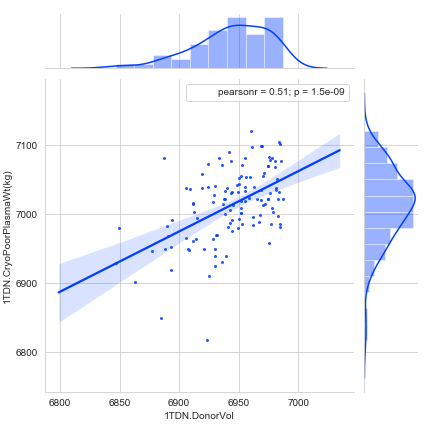 pearsonr = 0.51; p = 1.5e-09
7100
7000
6900
6800
1TDN.CryoPoorPlasmaWt(kg)
6800 6850 6900 6950 7000
1TDN.DonorVol